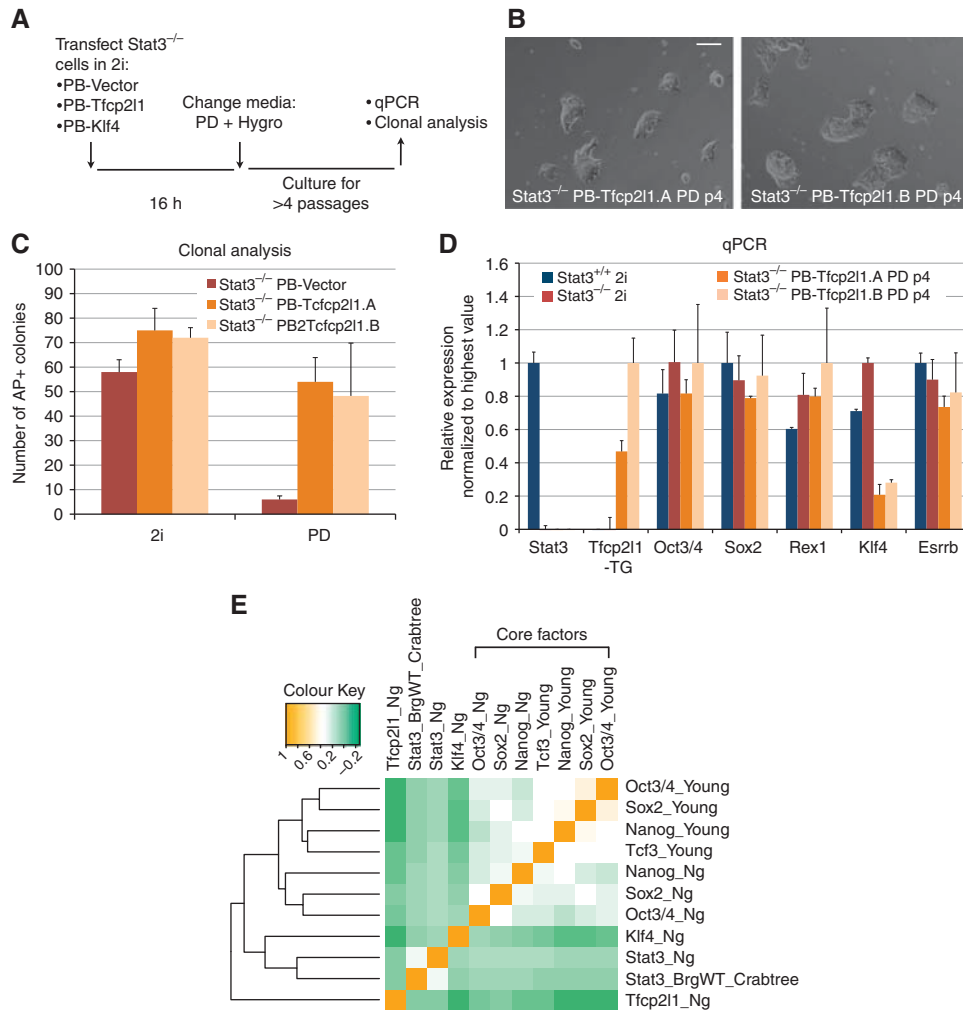 A
Transfect Stat3–/–
cells in 2i:
•PB-Vector
•PB-Tfcp2l1
•PB-Klf4
Change media:
PD + Hygro
• qPCR
• Clonal analysis
16 h
Culture for
>4 passages
B
Stat3–/– PB-Tfcp2l1.A PD p4
Stat3–/– PB-Tfcp2l1.B PD p4
C
Clonal analysis
Number of AP+ colonies
100
90
80
70
60
50
40
30
20
10
0
Stat3–/– PB-Vector
Stat3–/– PB-Tcfcp2l1.A
Stat3–/– PB2Tcfcp2l1.B
2i
PD
D
qPCR
Relative expression
normalized to highest value
1.6
1.4
1.2
1
0.8
0.6
0.4
0.2
0
Stat3+/+ 2i
Stat3–/– 2i
Stat3–/– PB-Tfcp2l1.A PD p4
Stat3–/– PB-Tfcp2l1.B PD p4
Stat3
Tfcp2l1
-TG
Oct3/4
Sox2
Rex1
Klf4
Esrrb
E
Colour Key
1
0.6
0.2
–0.2
Core factors
Tfcp2l1_Ng
Stat3_BrgWT_Crabtree
Stat3_Ng
Klf4_Ng
Oct3/4_Ng
Sox2_Ng
Nanog_Ng
Tcf3_Young
Nanog_Young
Sox2_Young
Oct3/4_Young
Oct3/4_Young
Sox2_Young
Nanog_Young
Tcf3_Young
Nanog_Ng
Sox2_Ng
Oct3/4_Ng
Klf4_Ng
Stat3_Ng
Stat3_BrgWT_Crabtree
Tfcp2l1_Ng